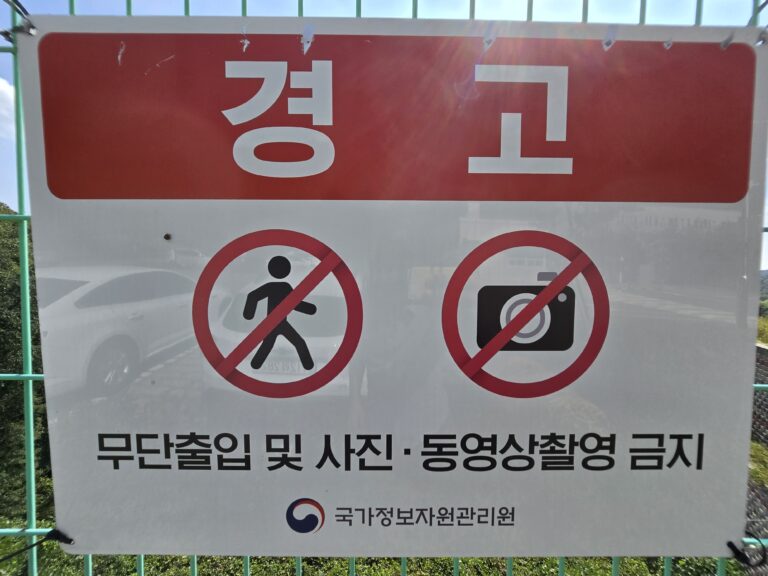 경 고
무단출입 및 사진·동영상촬영 금지
국가정보자원관리원